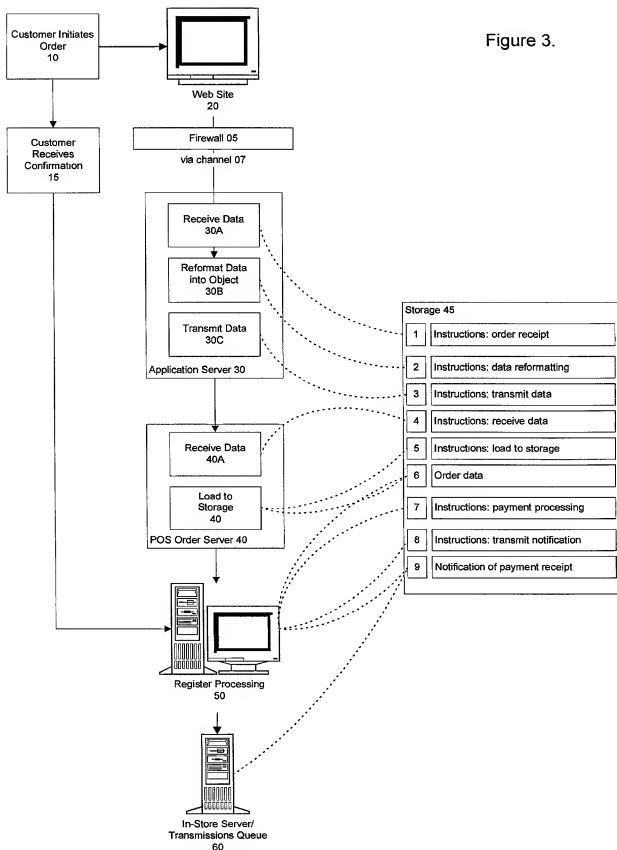 Figure 3.
Customer Initiates
Order
10
Web Site
20
Customer
Receives
Confirmation
15
Firewall 05
via channel 07
Receive Data
30A
Reformat Data
into Object
30B
Transmit Data
30C
Application Server 30
Receive Data
40A
Load to
Storage
40
POS Order Server 40
Register Processing
50
In-Store Server/
Transmissions Queue
60
Storage 45
1 Instructions: order receipt
2 Instructions: data reformatting
3 Instructions: transmit data
4 Instructions: receive data
5 Instructions: load to storage
6 Order data
7 Instructions: payment processing
8 Instructions: transmit notification
9 Notification of payment receipt